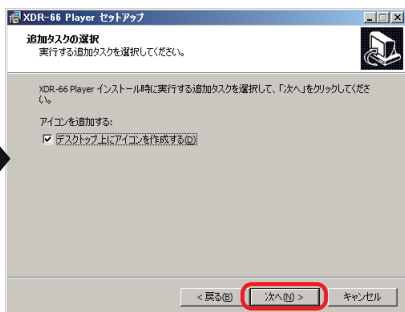 XDR-66 Player セットアップ
追加タスクの選択
実行する追加タスクを選択してください。
XDR-66 Player インストール時に実行する追加タスクを選択して、「次へ」をクリックしてくださ
い。
アイコンを追加する:
デスクトップ上にアイコンを作成する(D)
< 戻る(B)
次へ(N) >
キャンセル